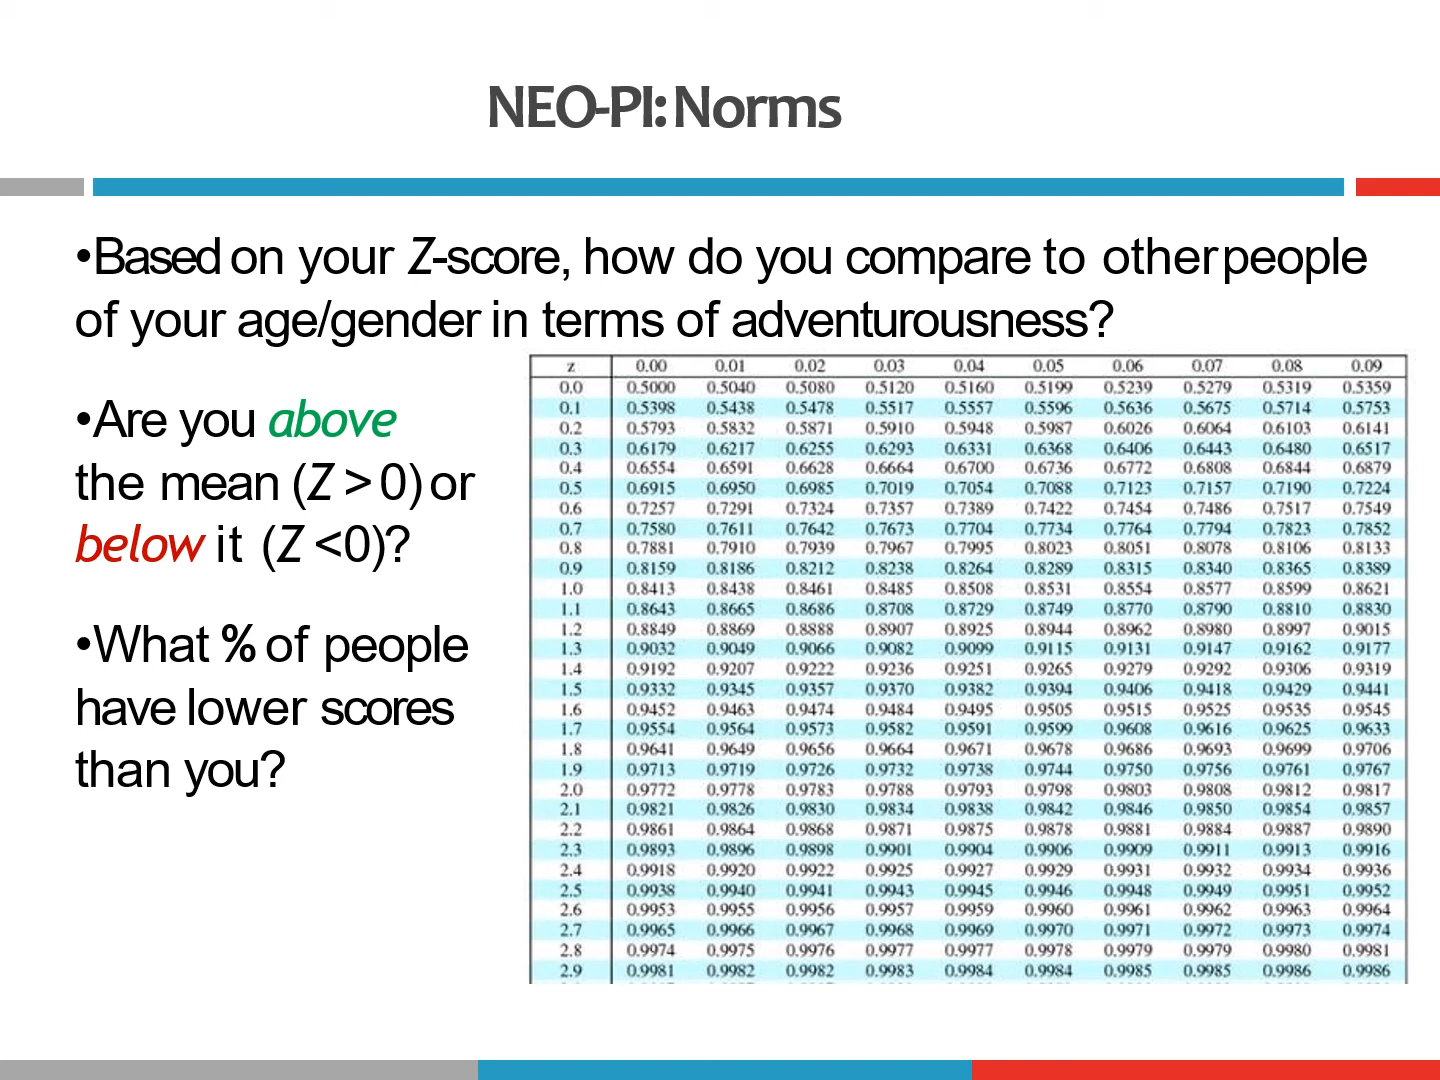 NEO-PI: Norms
•Based on your Z-score, how do you compare to other people
of your age/gender in terms of adventurousness?
•Are you above
the mean (Z > 0) or
below it (Z <0)?
•What % of people
have lower scores
than you?
z 0.00 0.01 0.02 0.03 0.04 0.05 0.06 0.07 0.08 0.09
0.0 0.5000 0.5040 0.5080 0.5120 0.5160 0.5199 0.5239 0.5279 0.5319 0.5359
0.1 0.5398 0.5438 0.5478 0.5517 0.5557 0.5596 0.5636 0.5675 0.5714 0.5753
0.2 0.5793 0.5832 0.5871 0.5910 0.5948 0.5987 0.6026 0.6064 0.6103 0.6141
0.3 0.6179 0.6217 0.6255 0.6293 0.6331 0.6368 0.6406 0.6443 0.6480 0.6517
0.4 0.6554 0.6591 0.6628 0.6664 0.6700 0.6736 0.6772 0.6808 0.6844 0.6879
0.5 0.6915 0.6950 0.6985 0.7019 0.7054 0.7088 0.7123 0.7157 0.7190 0.7224
0.6 0.7257 0.7291 0.7324 0.7357 0.7389 0.7422 0.7454 0.7486 0.7517 0.7549
0.7 0.7580 0.7611 0.7642 0.7673 0.7704 0.7734 0.7764 0.7794 0.7823 0.7852
0.8 0.7881 0.7910 0.7939 0.7967 0.7995 0.8023 0.8051 0.8078 0.8106 0.8133
0.9 0.8159 0.8186 0.8212 0.8238 0.8264 0.8289 0.8315 0.8340 0.8365 0.8389
1.0 0.8413 0.8438 0.8461 0.8485 0.8508 0.8531 0.8554 0.8577 0.8599 0.8621
1.1 0.8643 0.8665 0.8686 0.8708 0.8729 0.8749 0.8770 0.8790 0.8810 0.8830
1.2 0.8849 0.8869 0.8888 0.8907 0.8925 0.8944 0.8962 0.8980 0.8997 0.9015
1.3 0.9032 0.9049 0.9066 0.9082 0.9099 0.9115 0.9131 0.9147 0.9162 0.9177
1.4 0.9192 0.9207 0.9222 0.9236 0.9251 0.9265 0.9279 0.9292 0.9306 0.9319
1.5 0.9332 0.9345 0.9357 0.9370 0.9382 0.9394 0.9406 0.9418 0.9429 0.9441
1.6 0.9452 0.9463 0.9474 0.9484 0.9495 0.9505 0.9515 0.9525 0.9535 0.9545
1.7 0.9554 0.9564 0.9573 0.9582 0.9591 0.9599 0.9608 0.9616 0.9625 0.9633
1.8 0.9641 0.9649 0.9656 0.9664 0.9671 0.9678 0.9686 0.9693 0.9699 0.9706
1.9 0.9713 0.9719 0.9726 0.9732 0.9738 0.9744 0.9750 0.9756 0.9761 0.9767
2.0 0.9772 0.9778 0.9783 0.9788 0.9793 0.9798 0.9803 0.9808 0.9812 0.9817
2.1 0.9821 0.9826 0.9830 0.9834 0.9838 0.9842 0.9846 0.9850 0.9854 0.9857
2.2 0.9861 0.9864 0.9868 0.9871 0.9875 0.9878 0.9881 0.9884 0.9887 0.9890
2.3 0.9893 0.9896 0.9898 0.9901 0.9904 0.9906 0.9909 0.9911 0.9913 0.9916
2.4 0.9918 0.9920 0.9922 0.9925 0.9927 0.9929 0.9931 0.9932 0.9934 0.9936
2.5 0.9938 0.9940 0.9941 0.9943 0.9945 0.9946 0.9948 0.9949 0.9951 0.9952
2.6 0.9953 0.9955 0.9956 0.9957 0.9959 0.9960 0.9961 0.9962 0.9963 0.9964
2.7 0.9965 0.9966 0.9967 0.9968 0.9969 0.9970 0.9971 0.9972 0.9973 0.9974
2.8 0.9974 0.9975 0.9976 0.9977 0.9977 0.9978 0.9979 0.9979 0.9980 0.9981
2.9 0.9981 0.9982 0.9982 0.9983 0.9984 0.9984 0.9985 0.9985 0.9986 0.9986